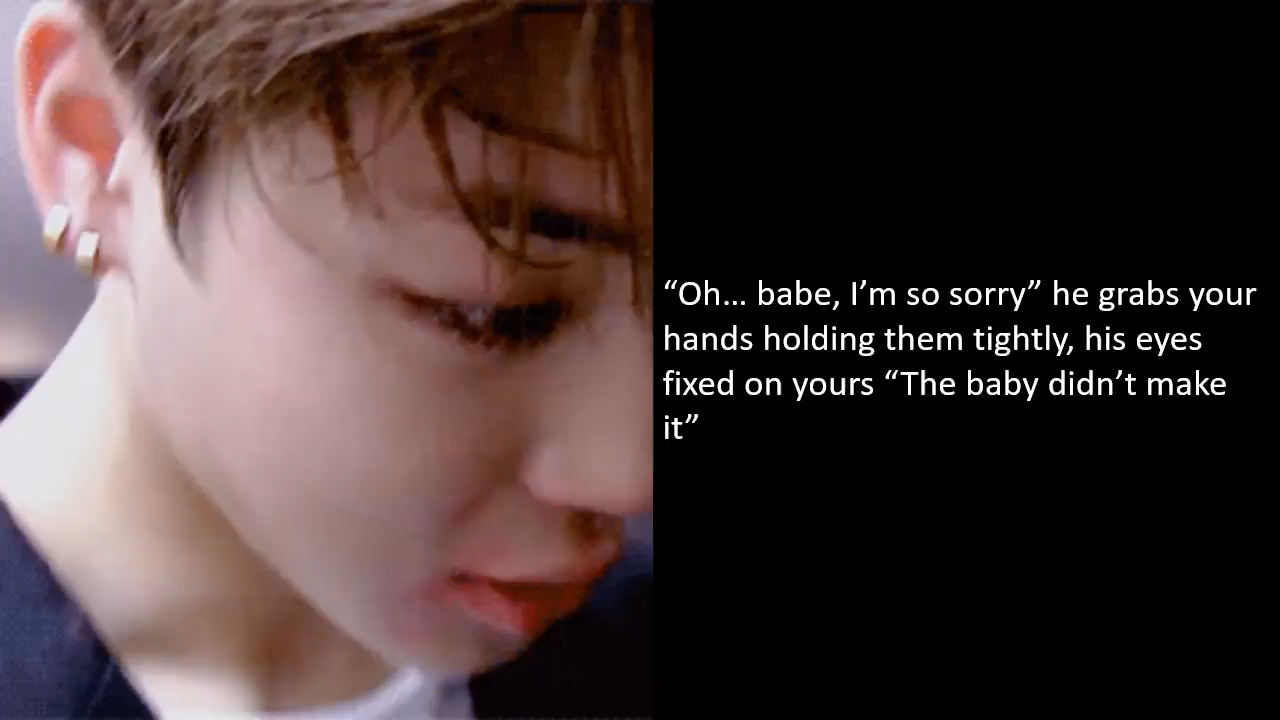 “Oh… babe, I’m so sorry” he grabs your
hands holding them tightly, his eyes
fixed on yours “The baby didn’t make
it”